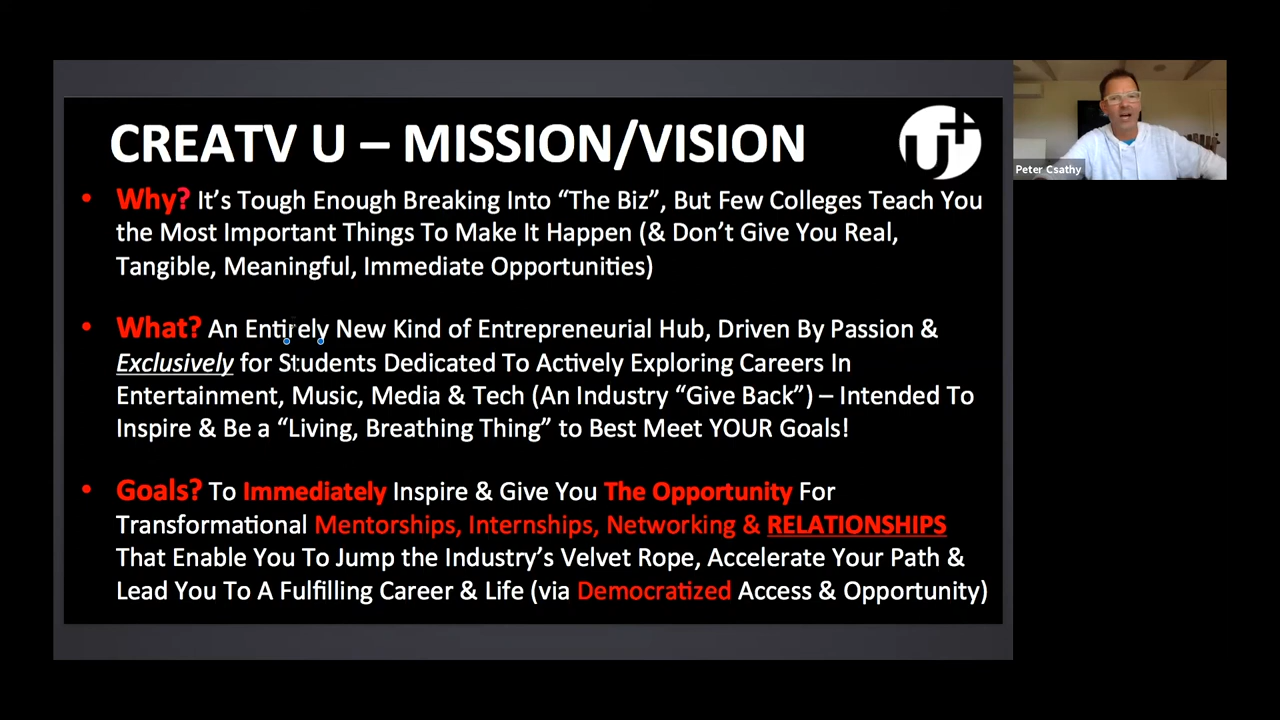 CREATV U – MISSION/VISION
• Why? It's Tough Enough Breaking Into “The Biz”, But Few Colleges Teach You
the Most Important Things To Make It Happen (& Don't Give You Real,
Tangible, Meaningful, Immediate Opportunities)
• What? An Entirely New Kind of Entrepreneurial Hub, Driven By Passion &
Exclusively for Students Dedicated To Actively Exploring Careers In
Entertainment, Music, Media & Tech (An Industry “Give Back”) – Intended To
Inspire & Be a “Living, Breathing Thing” to Best Meet YOUR Goals!
• Goals? To Immediately Inspire & Give You The Opportunity For
Transformational Mentorships, Internships, Networking & RELATIONSHIPS
That Enable You To Jump the Industry's Velvet Rope, Accelerate Your Path &
Lead You To A Fulfilling Career & Life (via Democratized Access & Opportunity)
Peter Csathy